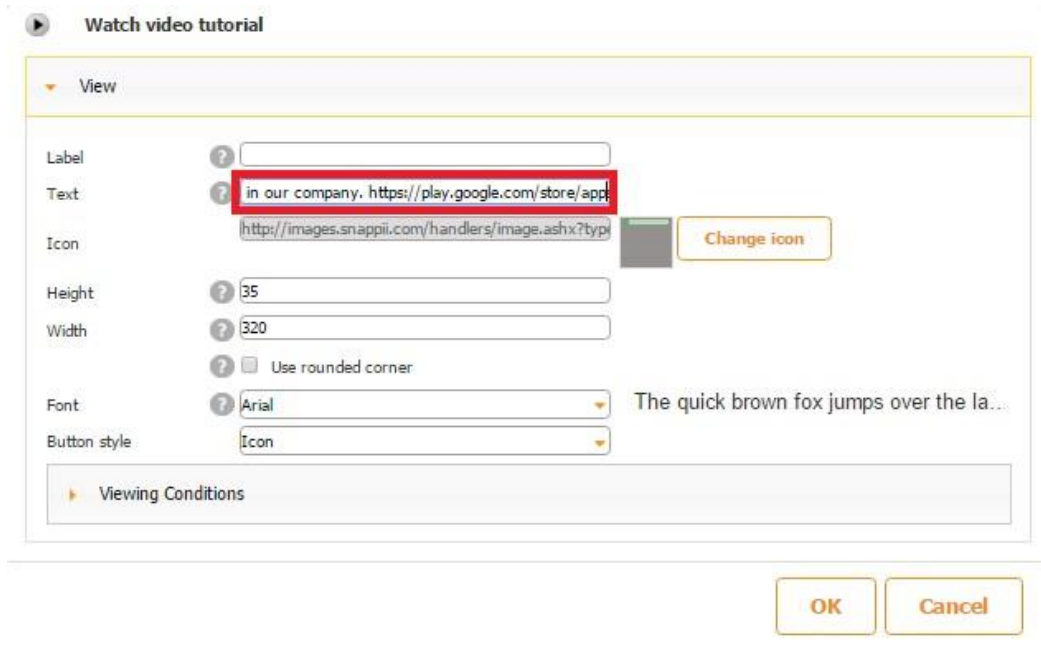 Watch video tutorial
View
Label ?
Text ? in our company. https://play.google.com/store/app
Icon http://images.snappii.com/handlers/image.ashx?type Change icon
Height ? 35
Width ? 320
? Use rounded corner
Font ? Arial The quick brown fox jumps over the la...
Button style Icon
Viewing Conditions
OK Cancel